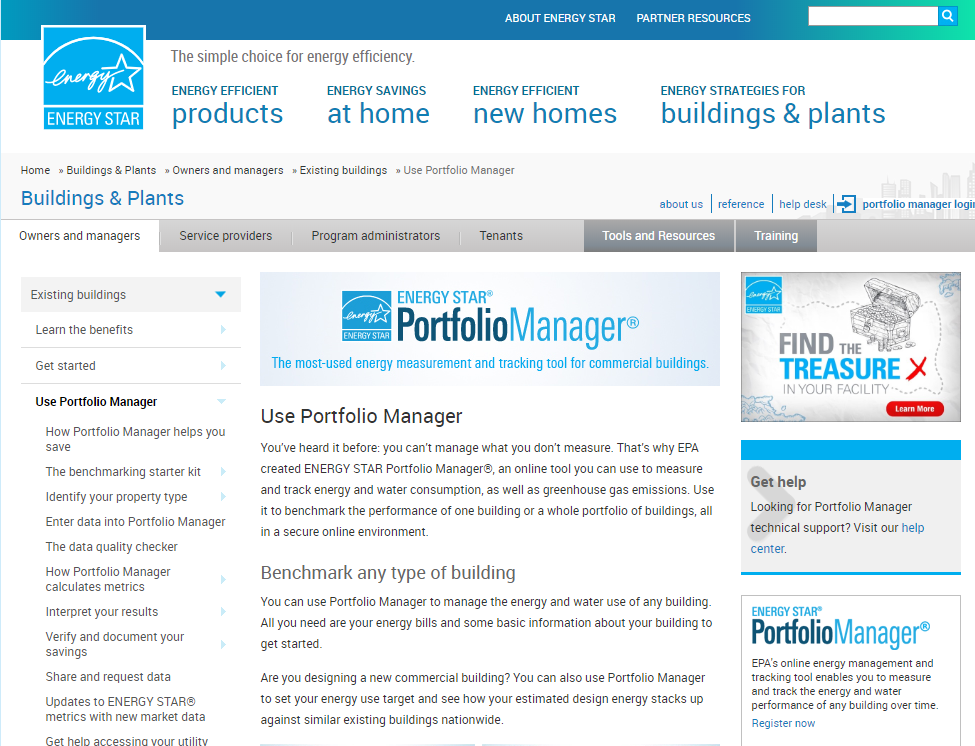 ABOUT ENERGY STAR PARTNER RESOURCES
energy
ENERGY STAR
The simple choice for energy efficiency.
ENERGY EFFICIENT
products
ENERGY SAVINGS
at home
ENERGY EFFICIENT
new homes
ENERGY STRATEGIES FOR
buildings & plants
Home » Buildings & Plants » Owners and managers » Existing buildings » Use Portfolio Manager
Buildings & Plants
about us reference help desk portfolio manager login
Owners and managers Service providers Program administrators Tenants Tools and Resources Training
Existing buildings
Learn the benefits
Get started
Use Portfolio Manager
How Portfolio Manager helps you
save
The benchmarking starter kit
Identify your property type
Enter data into Portfolio Manager
The data quality checker
How Portfolio Manager
calculates metrics
Interpret your results
Verify and document your
savings
Share and request data
Updates to ENERGY STAR®
metrics with new market data
Get help accessing your utility
energy
ENERGY STAR
ENERGY STAR®
PortfolioManager®
The most-used energy measurement and tracking tool for commercial buildings.
Use Portfolio Manager
You've heard it before: you can't manage what you don't measure. That's why EPA
created ENERGY STAR Portfolio Manager®, an online tool you can use to measure
and track energy and water consumption, as well as greenhouse gas emissions. Use
it to benchmark the performance of one building or a whole portfolio of buildings, all
in a secure online environment.
Benchmark any type of building
You can use Portfolio Manager to manage the energy and water use of any building.
All you need are your energy bills and some basic information about your building to
get started.
Are you designing a new commercial building? You can also use Portfolio Manager
to set your energy use target and see how your estimated design energy stacks up
against similar existing buildings nationwide.
energy
ENERGY STAR
FIND THE
TREASURE
IN YOUR FACILITY
Learn More
Get help
Looking for Portfolio Manager
technical support? Visit our help
center.
ENERGY STAR®
PortfolioManager®
EPA's online energy management and
tracking tool enables you to measure
and track the energy and water
performance of any building over time.
Register now